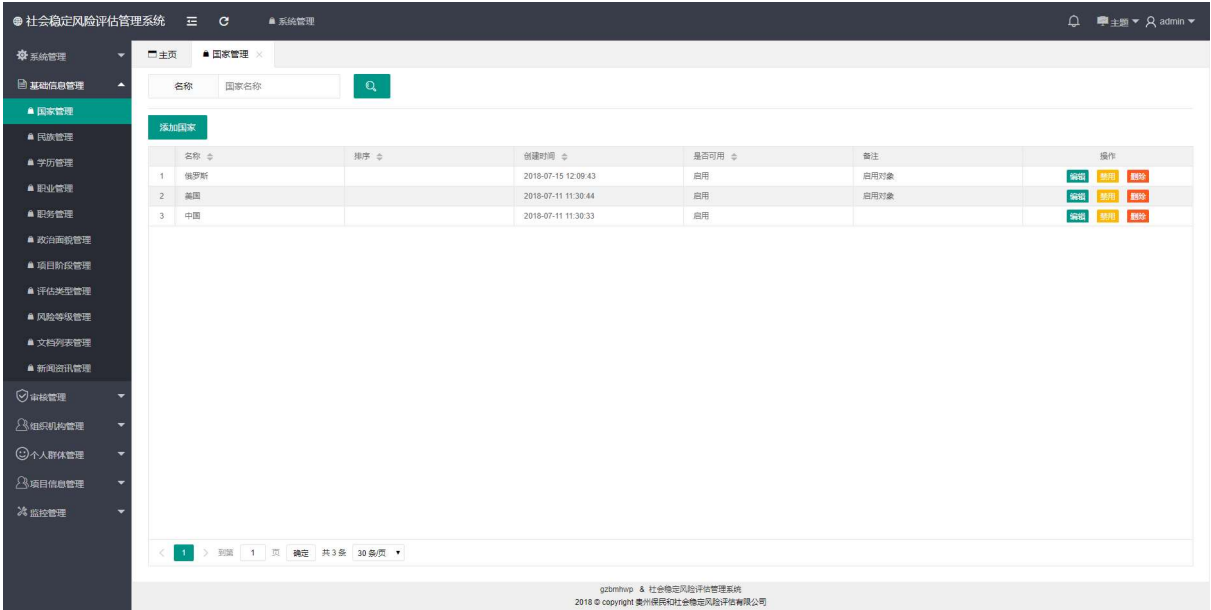 社会稳定风险评估管理系统 系统管理 主题 admin
系统管理
基础信息管理
国家管理
民族管理
学历管理
职业管理
职务管理
政治面貌管理
项目阶段管理
评估类型管理
风险等级管理
文档列表管理
新闻资讯管理
审核管理
组织机构管理
个人群体管理
项目信息管理
监控管理
主页 国家管理
名称 国家名称
添加国家
名称 排序 创建时间 是否可用 备注 操作
1 俄罗斯 2018-07-15 12:09:43 启用 启用对象 编辑 禁用 删除
2 美国 2018-07-11 11:30:44 启用 启用对象 编辑 禁用 删除
3 中国 2018-07-11 11:30:33 启用 编辑 禁用 删除
1 到第 1 页 确定 共3条 30条/页
gzbmhwp & 社会稳定风险评估管理系统
2018 © copyright 贵州保民和社会稳定风险评估有限公司